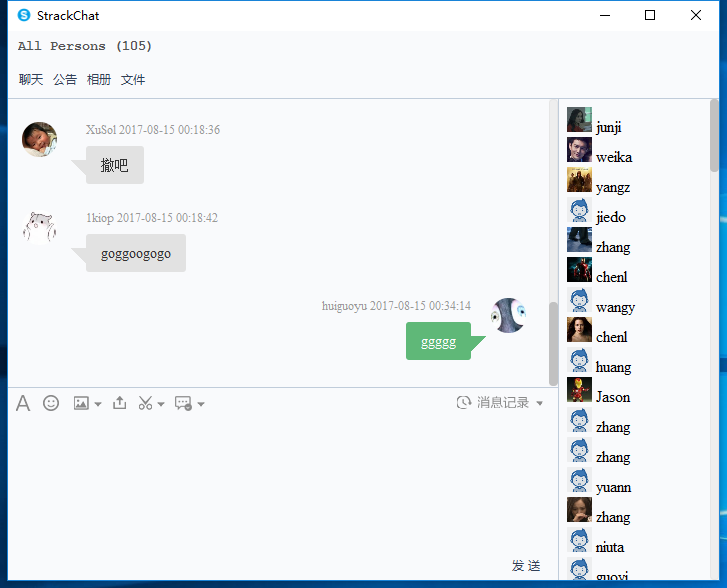 StrackChat
All Persons (105)
聊天 公告 相册 文件
XuSol 2017-08-15 00:18:36
撤吧
1kiop 2017-08-15 00:18:42
goggoogogo
huiguoyu 2017-08-15 00:34:14
ggggg
消息记录
发 送
junji
weika
yangz
jiedo
zhang
chenl
wangy
chenl
huang
Jason
zhang
zhang
yuann
zhang
niuta
guoyi